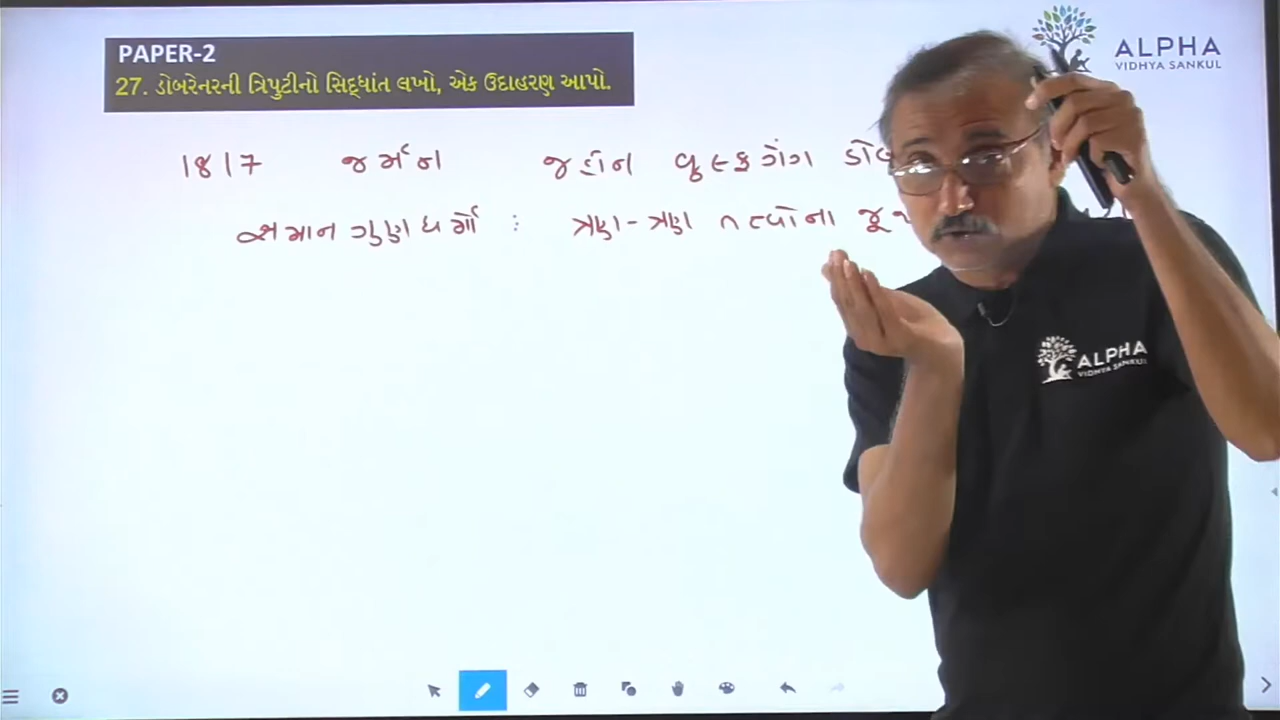 PAPER-2
27. ડોબરેનરની ત્રિપુટીનો સિદ્ધાંત લખો, એક ઉદાહરણ આપો.
ALPHA
VIDHYA SANKUL
1817 જર્મન જહોન વુલ્ફગેંગ
સમાન ગુણધર્મો : ત્રણ-ત્રણ તત્વોના
ALPHA
VIDHYA SANKUL